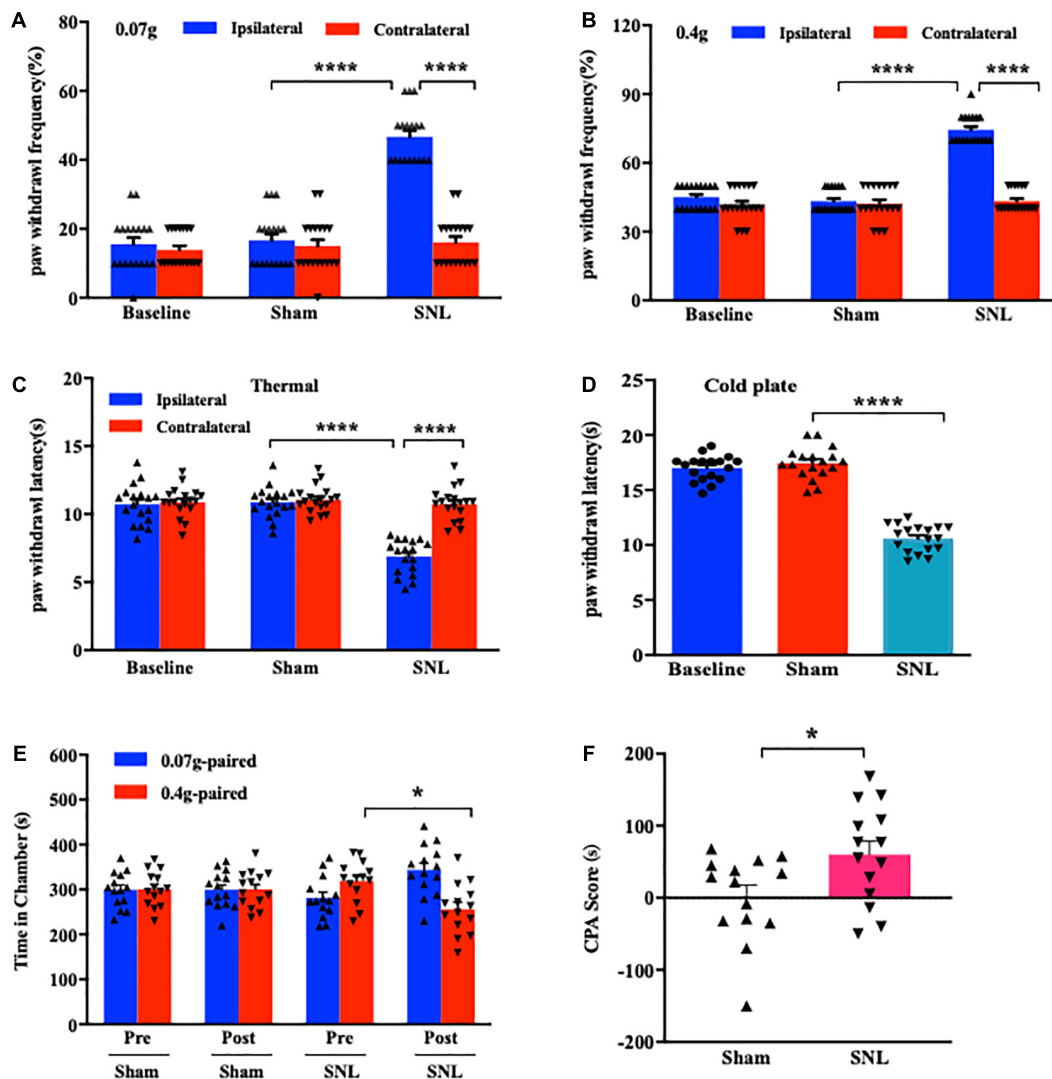 A
0.07g Ipsilateral Contralateral
paw withdrawl frequency(%)
80
60
40
20
0
**** ****
Baseline Sham SNL
B
0.4g Ipsilateral Contralateral
paw withdrawl frequency(%)
120
90
60
30
0
**** ****
Baseline Sham SNL
C
Thermal
Ipsilateral
Contralateral
paw withdrawl latency(s)
20
15
10
5
0
**** ****
Baseline Sham SNL
D
Cold plate
paw withdrawl latency(s)
25
20
15
10
5
0
****
Baseline Sham SNL
E
0.07g-paired
0.4g-paired
Time in Chamber (s)
600
500
400
300
200
100
0
*
Pre Post Pre Post
Sham Sham SNL SNL
F
CPA Score (s)
200
100
0
-100
-200
*
Sham SNL